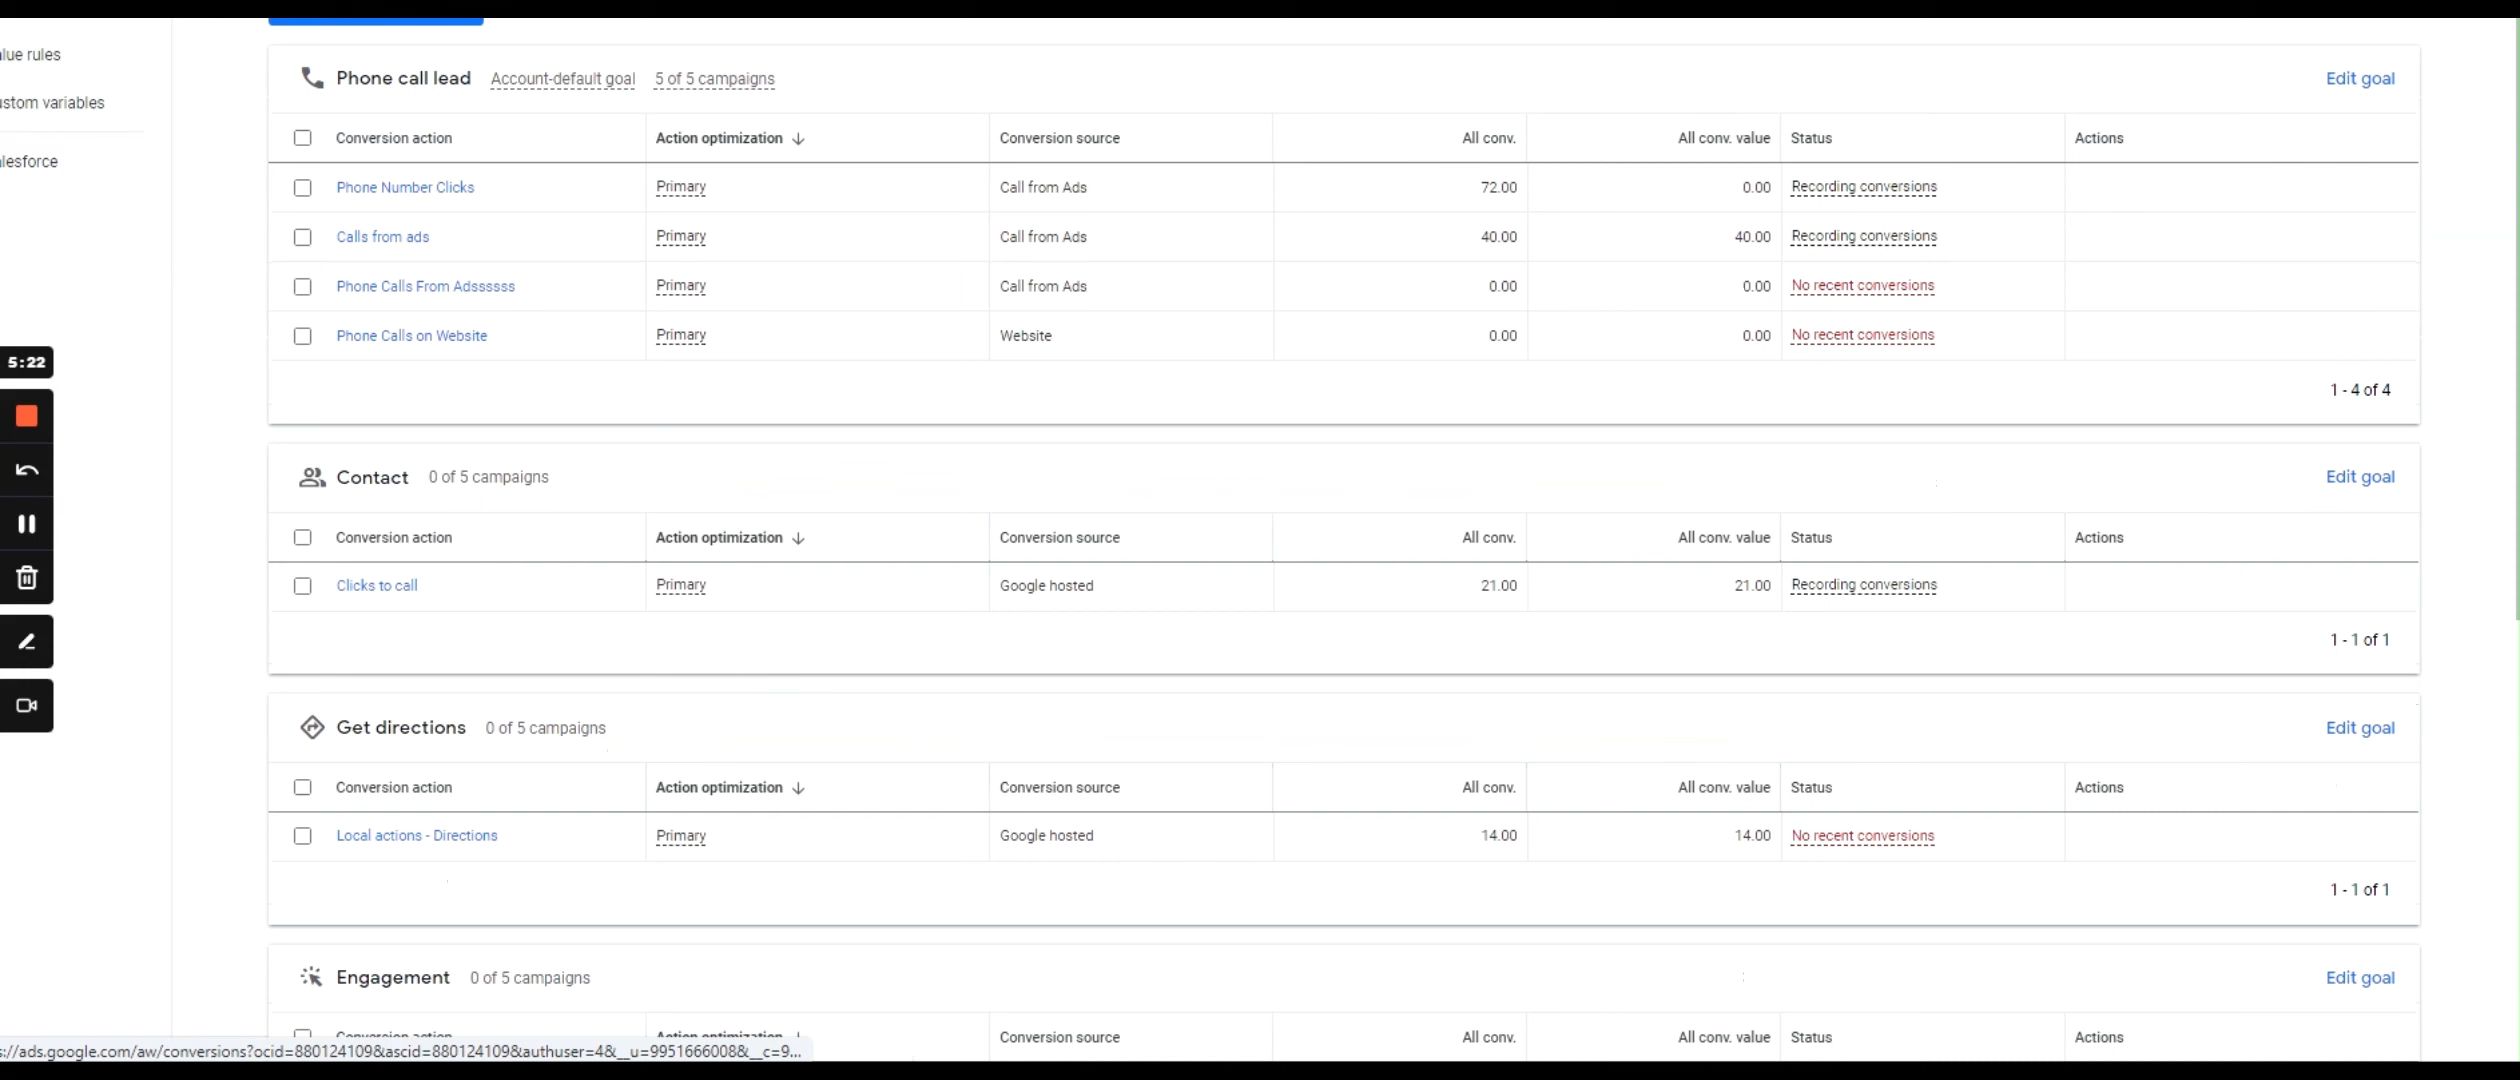 lue rules
ustom variables
lesforce
5:22
Phone call lead Account-default goal 5 of 5 campaigns Edit goal
Conversion action Action optimization Conversion source All conv. All conv. value Status Actions
Phone Number Clicks Primary Call from Ads 72.00 0.00 Recording conversions
Calls from ads Primary Call from Ads 40.00 40.00 Recording conversions
Phone Calls From Adssssss Primary Call from Ads 0.00 0.00 No recent conversions
Phone Calls on Website Primary Website 0.00 0.00 No recent conversions
1 - 4 of 4
Contact 0 of 5 campaigns Edit goal
Conversion action Action optimization Conversion source All conv. All conv. value Status Actions
Clicks to call Primary Google hosted 21.00 21.00 Recording conversions
1 - 1 of 1
Get directions 0 of 5 campaigns Edit goal
Conversion action Action optimization Conversion source All conv. All conv. value Status Actions
Local actions - Directions Primary Google hosted 14.00 14.00 No recent conversions
1 - 1 of 1
Engagement 0 of 5 campaigns Edit goal
Conversion action Action optimization Conversion source All conv. All conv. value Status Actions
s://ads.google.com/aw/conversions?ocid=880124109&ascid=880124109&authuser=4&__u=9951666008&__c=9...